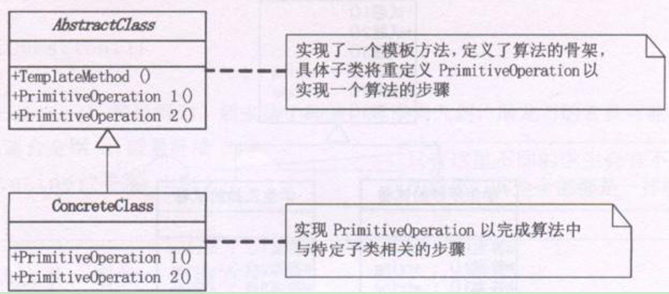 AbstractClass
+TemplateMethod ()
+PrimitiveOperation 1()
+PrimitiveOperation 2()
实现了一个模板方法，定义了算法的骨架，
具体子类将重定义 PrimitiveOperation 以
实现一个算法的步骤
ConcreteClass
+PrimitiveOperation 1()
+PrimitiveOperation 2()
实现 PrimitiveOperation 以完成算法中
与特定子类相关的步骤